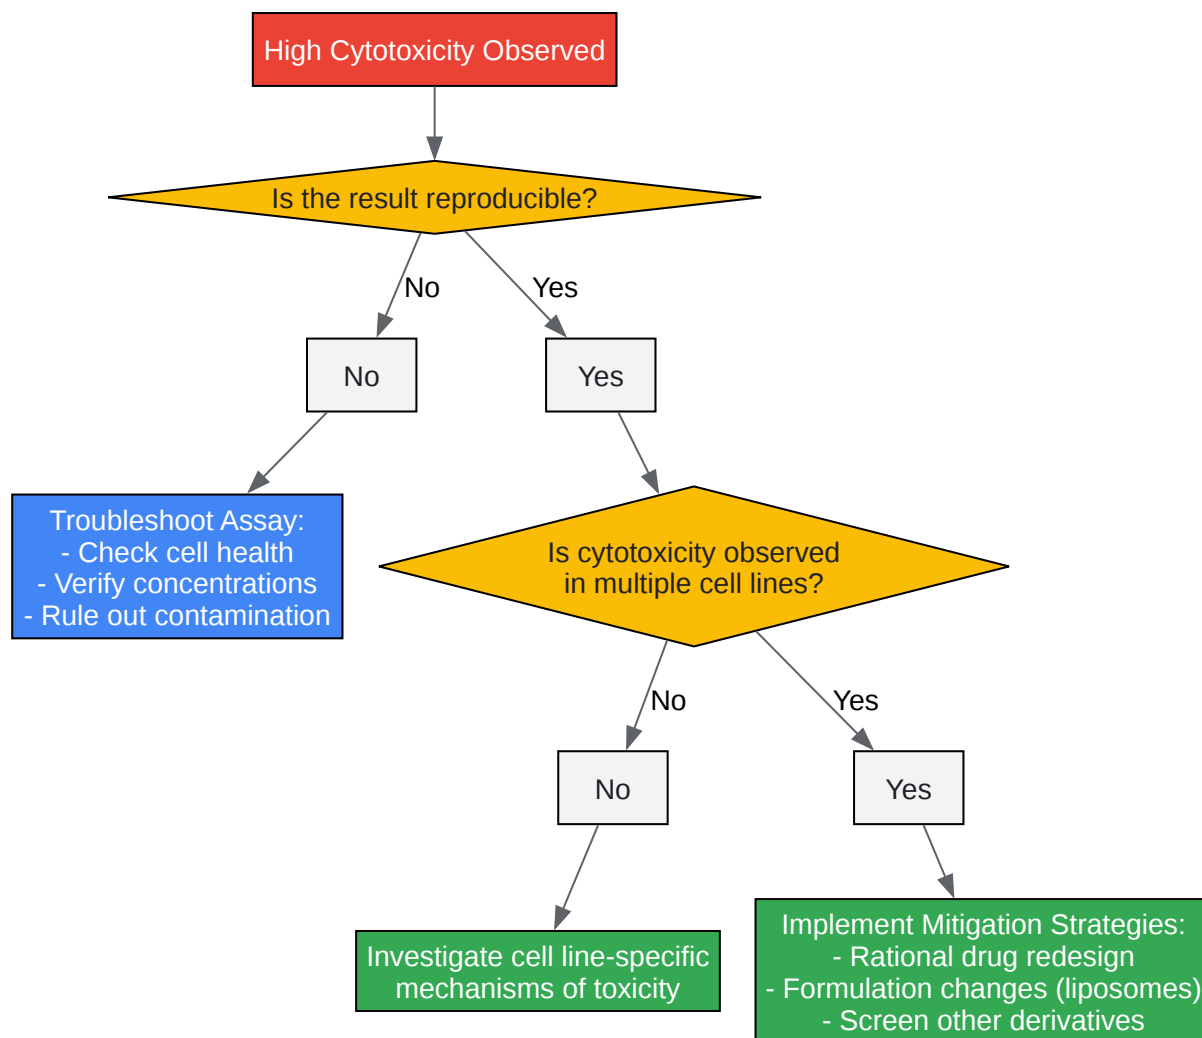 High Cytotoxicity Observed
Is the result reproducible?
No
Yes
No
Yes
Troubleshoot Assay:
- Check cell health
- Verify concentrations
- Rule out contamination
Is cytotoxicity observed
in multiple cell lines?
No
Yes
No
Yes
Investigate cell line-specific
mechanisms of toxicity
Implement Mitigation Strategies:
- Rational drug redesign
- Formulation changes (liposomes)
- Screen other derivatives